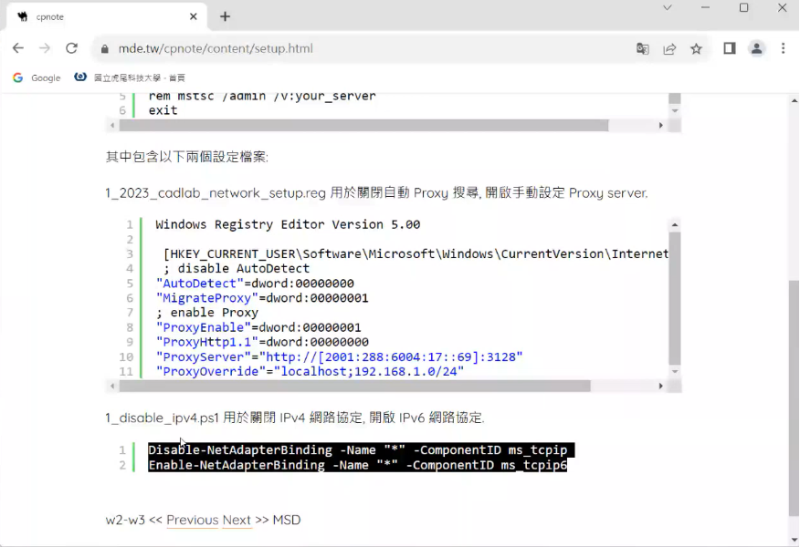 cpnote
mde.tw/cpnote/content/setup.html
Google 國立虎尾科技大學 - 首頁
5 rem mstsc /admin /v:your_server
6 exit
其中包含以下兩個設定檔案:
1_2023_cadlab_network_setup.reg 用於關閉自動 Proxy 搜尋, 開啟手動設定 Proxy server.
1 Windows Registry Editor Version 5.00
2
3 [HKEY_CURRENT_USER\Software\Microsoft\Windows\CurrentVersion\Internet
4 ; disable AutoDetect
5 "AutoDetect"=dword:00000000
6 "MigrateProxy"=dword:00000001
7 ; enable Proxy
8 "ProxyEnable"=dword:00000001
9 "ProxyHttp1.1"=dword:00000000
10 "ProxyServer"="http://[2001:288:6004:17::69]:3128"
11 "ProxyOverride"="localhost;192.168.1.0/24"
1_disable_ipv4.ps1 用於關閉 IPv4 網路協定, 開啟 IPv6 網路協定.
1 Disable-NetAdapterBinding -Name "*" -ComponentID ms_tcpip
2 Enable-NetAdapterBinding -Name "*" -ComponentID ms_tcpip6
w2-w3 << Previous Next >> MSD